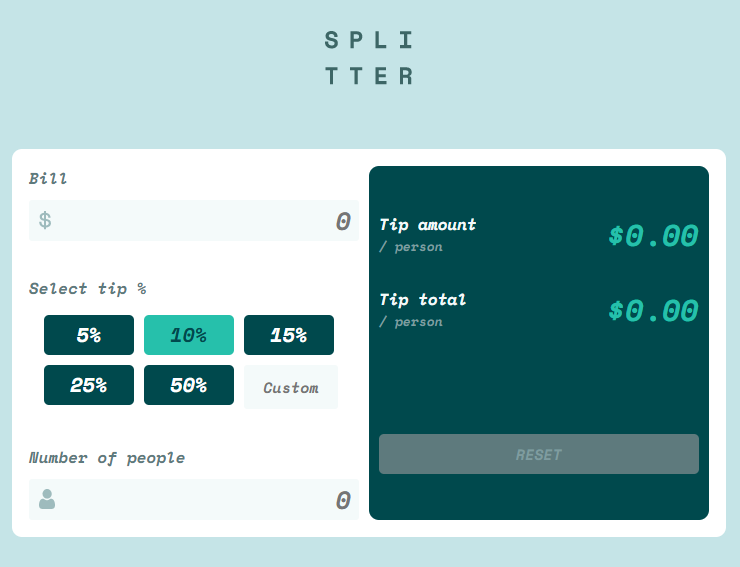 SPLI
TTER
Bill
$ 0
Select tip %
5% 10% 15%
25% 50% Custom
Number of people
0
Tip amount
/ person
$0.00
Tip total
/ person
$0.00
RESET